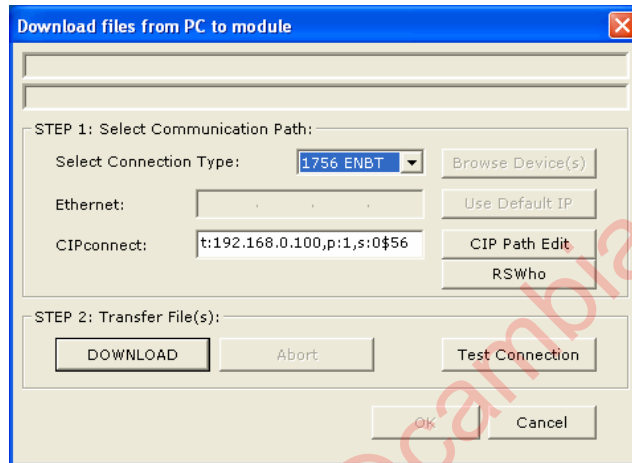 Download files from PC to module
STEP 1: Select Communication Path:
Select Connection Type: 1756 ENBT Browse Device(s)
Ethernet: . . . Use Default IP
CIPconnect: t:192.168.0.100,p:1,s:0$56 CIP Path Edit
RSWho
STEP 2: Transfer File(s):
DOWNLOAD Abort Test Connection
OK Cancel
@cambia